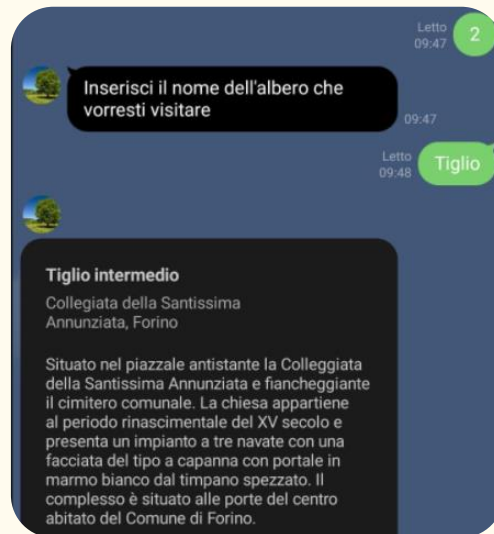 Letto
09:47
2
Inserisci il nome dell'albero che
vorresti visitare
09:47
Letto
09:48
Tiglio
Tiglio intermedio
Collegiata della Santissima
Annunziata, Forino
Situato nel piazzale antistante la Colleggiata
della Santissima Annunziata e fiancheggiante
il cimitero comunale. La chiesa appartiene
al periodo rinascimentale del XV secolo e
presenta un impianto a tre navate con una
facciata del tipo a capanna con portale in
marmo bianco dal timpano spezzato. Il
complesso è situato alle porte del centro
abitato del Comune di Forino.